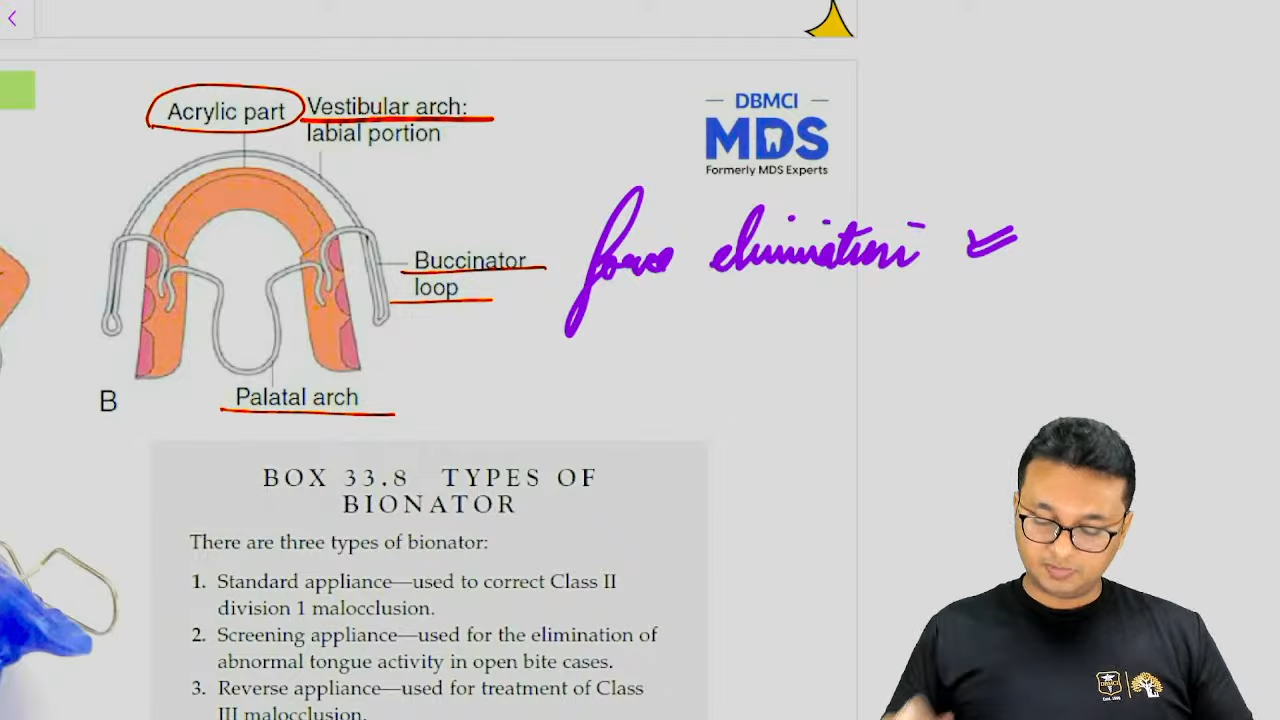 Acrylic part
Vestibular arch:
labial portion
Buccinator
loop
Palatal arch
B
DBMCI
MDS
Formerly MDS Experts
force elimination
BOX 33.8 TYPES OF
BIONATOR
There are three types of bionator:
1. Standard appliance—used to correct Class II
division 1 malocclusion.
2. Screening appliance—used for the elimination of
abnormal tongue activity in open bite cases.
3. Reverse appliance—used for treatment of Class
III malocclusion.
DBMCI